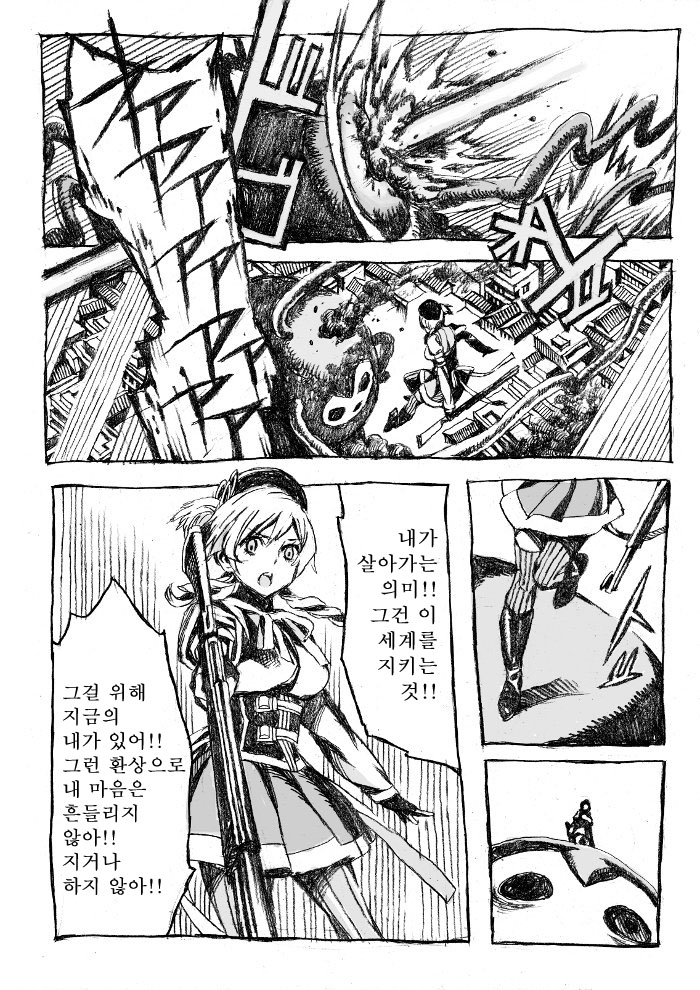 내가
살아가는
의미!!
그건 이
세계를
지키는
것!!
그걸 위해
지금의
내가 있어!!
그런 환상으로
내 마음은
흔들리지
않아!!
지거나
하지 않아!!